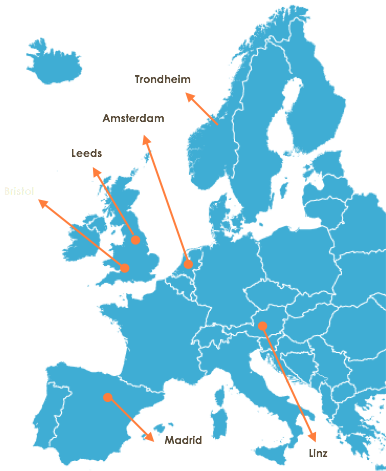 Trondheim
Amsterdam
Leeds
Bristol
Madrid
Linz